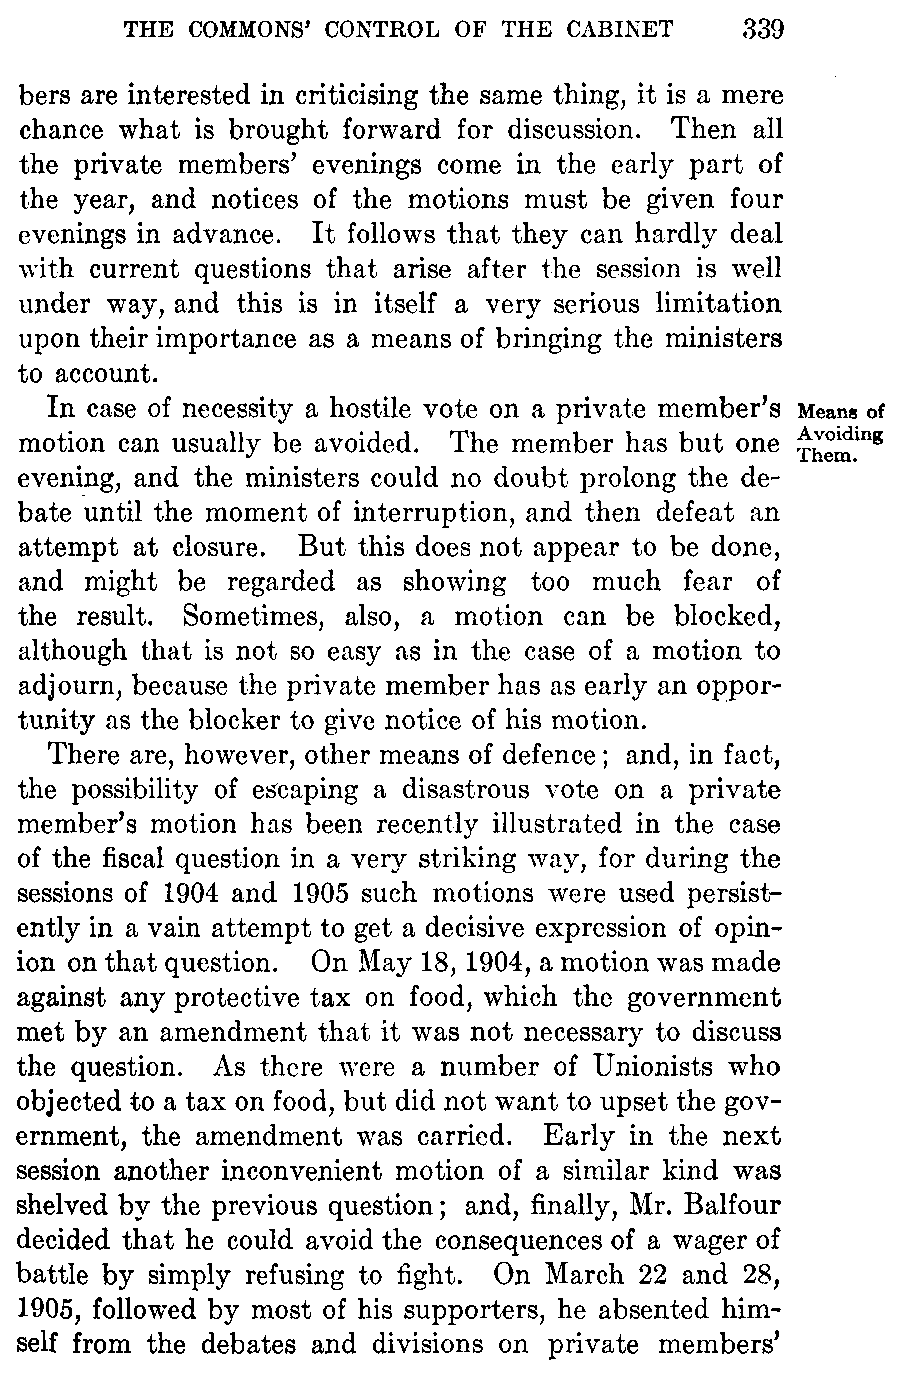 THE COMMONS' CONTROL OF THE CABINET 339
bers are interested in criticising the same thing, it is a mere
chance what is brought forward for discussion. Then all
the private members' evenings come in the early part of
the year, and notices of the motions must be given four
evenings in advance. It follows that they can hardly deal
with current questions that arise after the session is well
under way, and this is in itself a very serious limitation
upon their importance as a means of bringing the ministers
to account.
In case of necessity a hostile vote on a private member's
motion can usually be avoided. The member has but one
evening, and the ministers could no doubt prolong the de-
bate until the moment of interruption, and then defeat an
attempt at closure. But this does not appear to be done,
and might be regarded as showing too much fear of
the result. Sometimes, also, a motion can be blocked,
although that is not so easy as in the case of a motion to
adjourn, because the private member has as early an oppor-
tunity as the blocker to give notice of his motion.
Means of
Avoiding
Them.
There are, however, other means of defence; and, in fact,
the possibility of escaping a disastrous vote on a private
member's motion has been recently illustrated in the case
of the fiscal question in a very striking way, for during the
sessions of 1904 and 1905 such motions were used persist-
ently in a vain attempt to get a decisive expression of opin-
ion on that question. On May 18, 1904, a motion was made
against any protective tax on food, which the government
met by an amendment that it was not necessary to discuss
the question. As there were a number of Unionists who
objected to a tax on food, but did not want to upset the gov-
ernment, the amendment was carried. Early in the next
session another inconvenient motion of a similar kind was
shelved by the previous question; and, finally, Mr. Balfour
decided that he could avoid the consequences of a wager of
battle by simply refusing to fight. On March 22 and 28,
1905, followed by most of his supporters, he absented him-
self from the debates and divisions on private members'